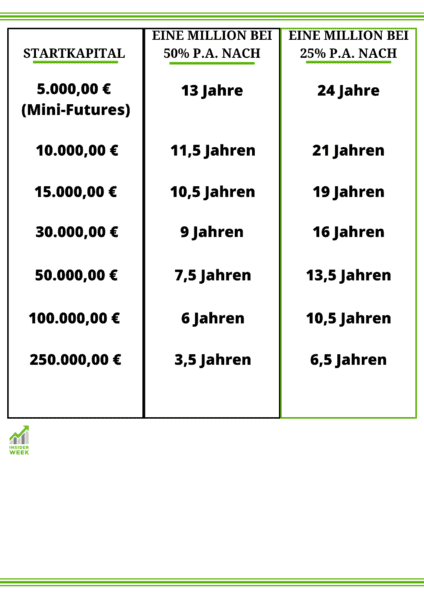 STARTKAPITAL
EINE MILLION BEI
50% P.A. NACH
EINE MILLION BEI
25% P.A. NACH
5.000,00 €
(Mini-Futures)
13 Jahre
24 Jahre
10.000,00 €
11,5 Jahren
21 Jahren
15.000,00 €
10,5 Jahren
19 Jahren
30.000,00 €
9 Jahren
16 Jahren
50.000,00 €
7,5 Jahren
13,5 Jahren
100.000,00 €
6 Jahren
10,5 Jahren
250.000,00 €
3,5 Jahren
6,5 Jahren
INSIDER
WEEK